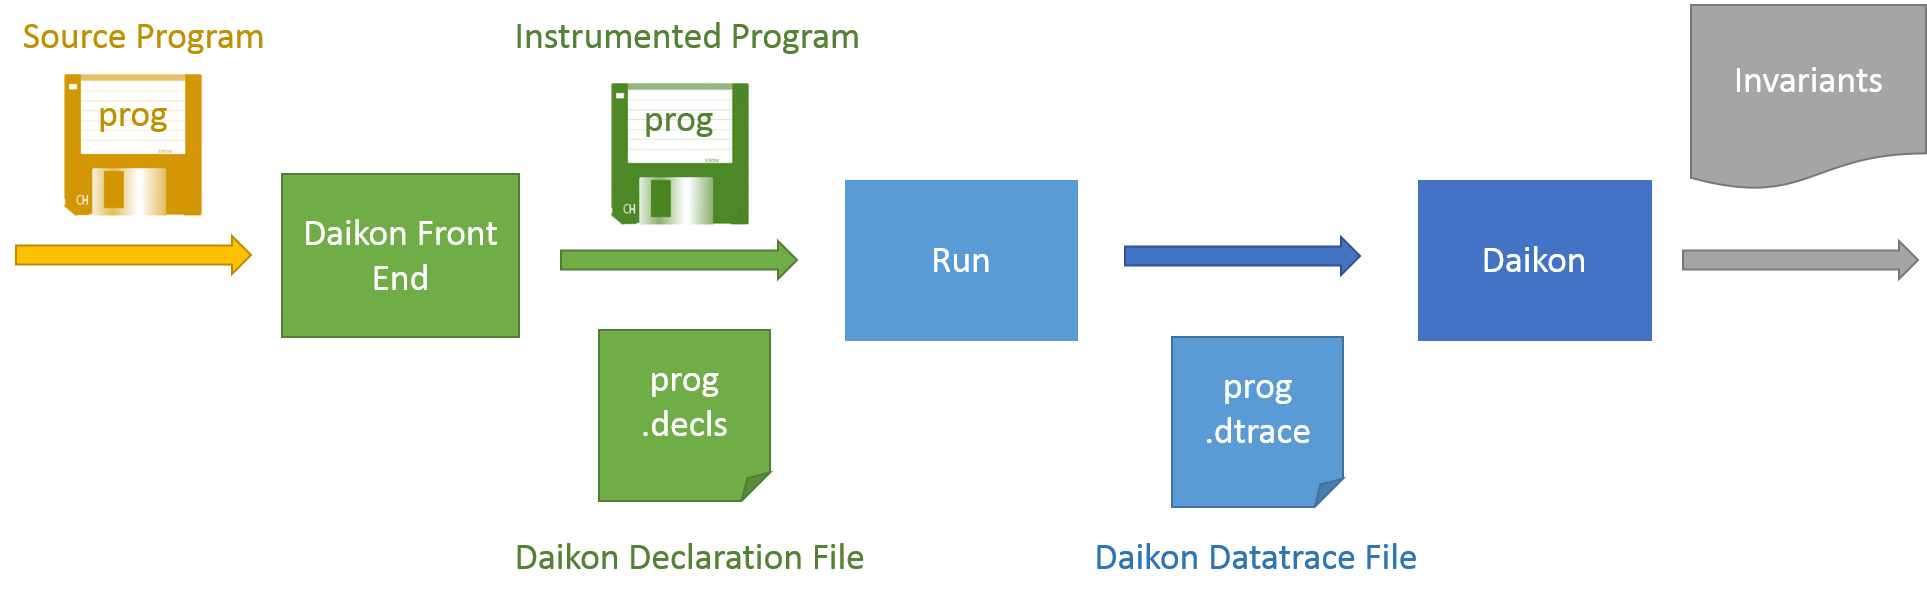 Source Program
prog
CH
Daikon Front
End
Instrumented Program
prog
CH
prog
.decls
Daikon Declaration File
Run
prog
.dtrace
Daikon Datatrace File
Daikon
Invariants